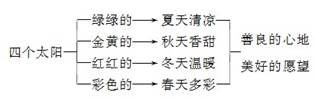 四个太阳
绿绿的 夏天清凉
金黄的 秋天香甜
红红的 冬天温暖
彩色的 春天多彩
善良的心地
美好的愿望